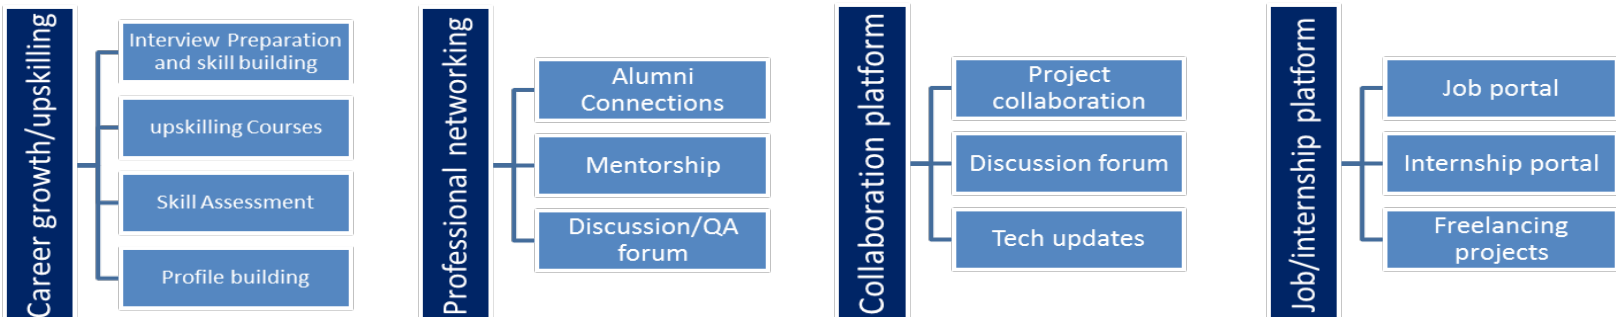 Career growth/upskilling
Interview Preparation
and skill building
upskilling Courses
Skill Assessment
Profile building
Professional networking
Alumni
Connections
Mentorship
Discussion/QA
forum
Collaboration platform
Project
collaboration
Discussion forum
Tech updates
Job/internship platform
Job portal
Internship portal
Freelancing
projects